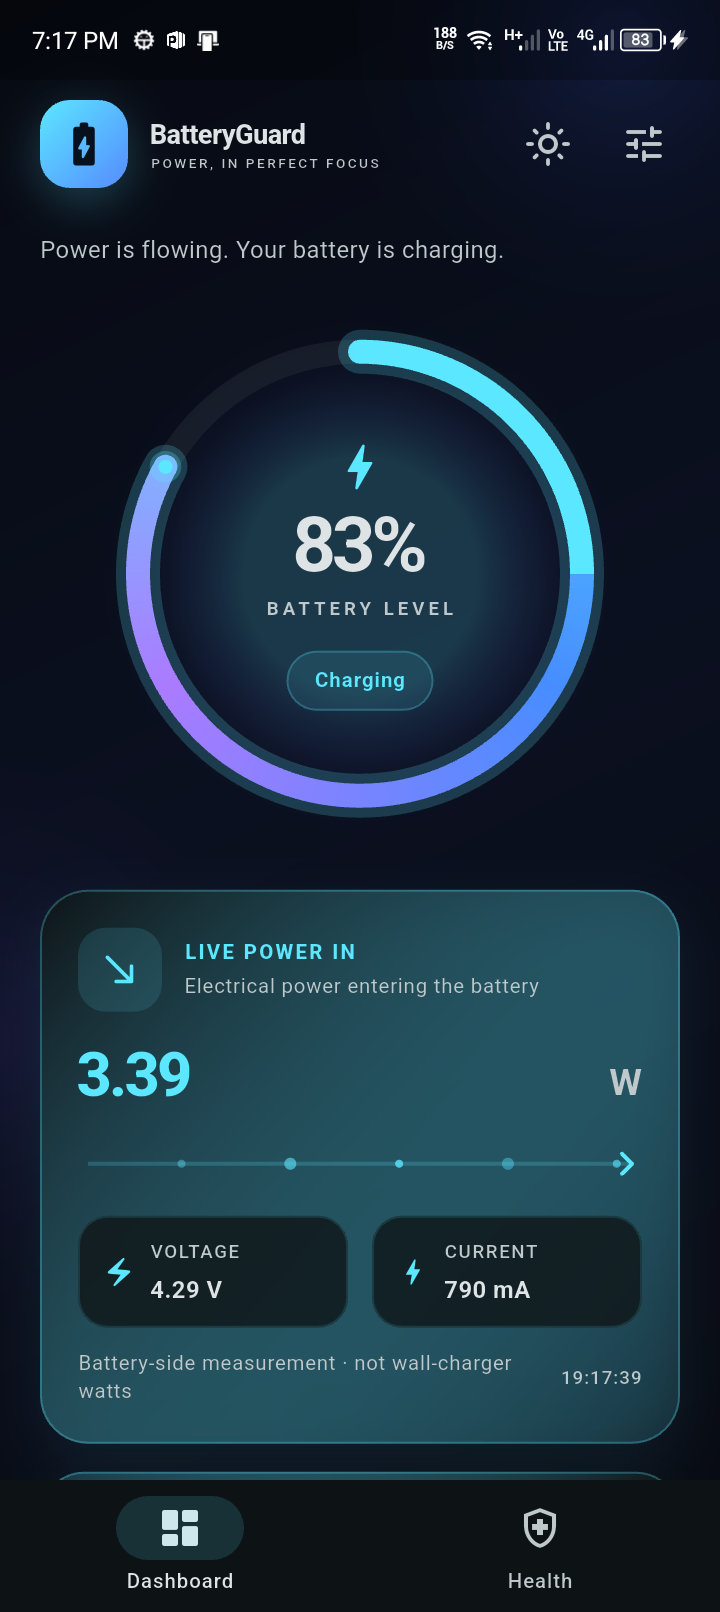 7:17 PM
188 B/S
H+
Vo LTE
4G
83
BatteryGuard
POWER, IN PERFECT FOCUS
Power is flowing. Your battery is charging.
83%
BATTERY LEVEL
Charging
LIVE POWER IN
Electrical power entering the battery
3.39 W
VOLTAGE
4.29 V
CURRENT
790 mA
Battery-side measurement · not wall-charger
watts
19:17:39
Dashboard
Health